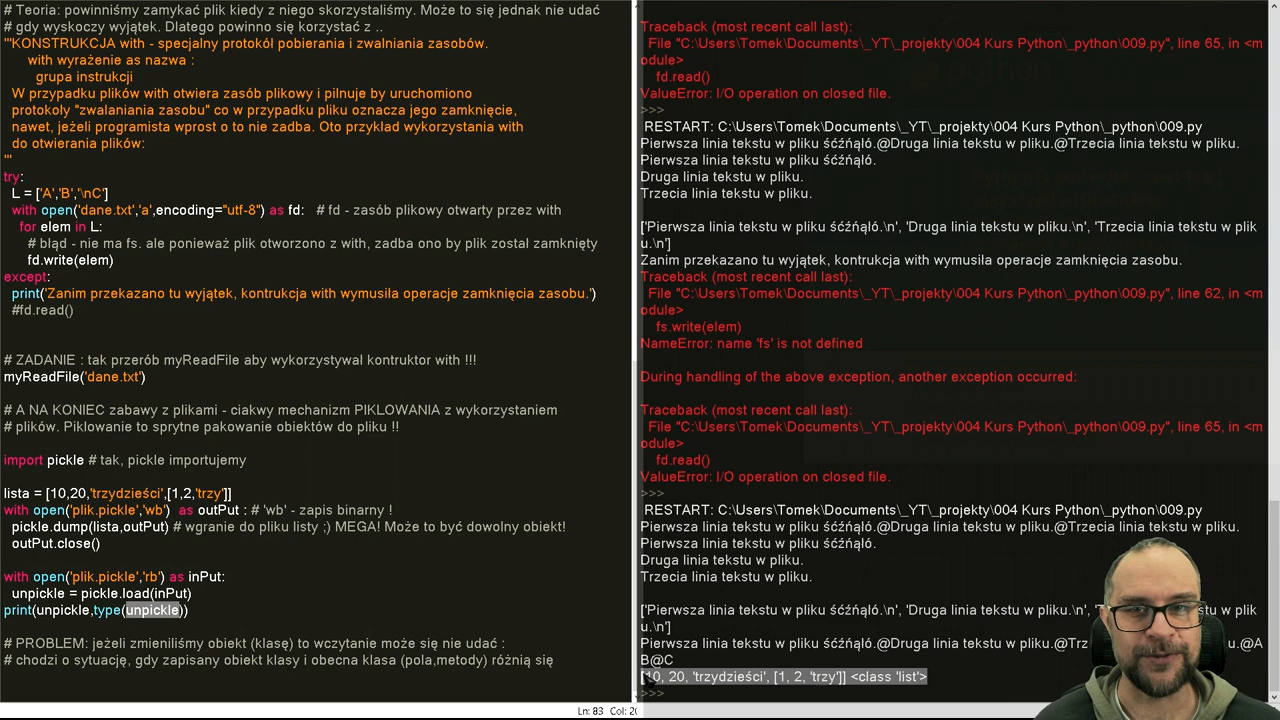 # Teoria: powinniśmy zamykać plik kiedy z niego skorzystaliśmy. Może to się jednak nie udać
# gdy wyskoczy wyjątek. Dlatego powinno się korzystać z ..
'''KONSTRUKCJA with - specjalny protokól pobierania i zwalniania zasobów.
with wyrażenie as nazwa :
grupa instrukcji
W przypadku plików with otwiera zasób plikowy i pilnuje by uruchomiono
protokoly "zwalaniania zasobu" co w przypadku pliku oznacza jego zamknięcie,
nawet, jeżeli programista wprost o to nie zadba. Oto przykład wykorzystania with
do otwierania plików:
'''
try:
L = ['A','B','\nC']
with open('dane.txt','a',encoding="utf-8") as fd: # fd - zasób plikowy otwarty przez with
for elem in L:
# bląd - nie ma fs. ale ponieważ plik otworzono z with, zadba ono by plik został zamknięty
fd.write(elem)
except:
print('Zanim przekazano tu wyjątek, kontrukcja with wymusiła operacje zamknięcia zasobu.')
#fd.read()
# ZADANIE : tak przerób myReadFile aby wykorzystywal kontruktor with !!!
myReadFile('dane.txt')
# A NA KONIEC zabawy z plikami - ciakwy mechanizm PIKLOWANIA z wykorzystaniem
# plików. Piklowanie to sprytne pakowanie obiektów do pliku !!
import pickle # tak, pickle importujemy
lista = [10,20,'trzydzieści',[1,2,'trzy']]
with open('plik.pickle','wb') as outPut : # 'wb' - zapis binarny !
pickle.dump(lista,outPut) # wgranie do pliku listy ;) MEGA! Może to być dowolny obiekt!
outPut.close()
with open('plik.pickle','rb') as inPut:
unpickle = pickle.load(inPut)
print(unpickle,type(unpickle))
# PROBLEM: jeżeli zmieniliśmy obiekt (klasę) to wczytanie może się nie udać :
# chodzi o sytuację, gdy zapisany obiekt klasy i obecna klasa (pola,metody) różnią się
Ln: 83 Col: 20
Traceback (most recent call last):
File "C:\Users\Tomek\Documents\_YT\_projekty\004 Kurs Python\_python\009.py", line 65, in <m
odule>
fd.read()
ValueError: I/O operation on closed file.
>>>
RESTART: C:\Users\Tomek\Documents\_YT\_projekty\004 Kurs Python\_python\009.py
Pierwsza linia tekstu w pliku śćźńąłó.@Druga linia tekstu w pliku.@Trzecia linia tekstu w pliku.
Pierwsza linia tekstu w pliku śćźńąłó.
Druga linia tekstu w pliku.
Trzecia linia tekstu w pliku.
['Pierwsza linia tekstu w pliku śćźńąłó.\n', 'Druga linia tekstu w pliku.\n', 'Trzecia linia tekstu w plik
u.\n']
Zanim przekazano tu wyjątek, kontrukcja with wymusiła operacje zamknięcia zasobu.
Traceback (most recent call last):
File "C:\Users\Tomek\Documents\_YT\_projekty\004 Kurs Python\_python\009.py", line 62, in <m
odule>
fs.write(elem)
NameError: name 'fs' is not defined
During handling of the above exception, another exception occurred:
Traceback (most recent call last):
File "C:\Users\Tomek\Documents\_YT\_projekty\004 Kurs Python\_python\009.py", line 65, in <m
odule>
fd.read()
ValueError: I/O operation on closed file.
>>>
RESTART: C:\Users\Tomek\Documents\_YT\_projekty\004 Kurs Python\_python\009.py
Pierwsza linia tekstu w pliku śćźńąłó.@Druga linia tekstu w pliku.@Trzecia linia tekstu w pliku.
Pierwsza linia tekstu w pliku śćźńąłó.
Druga linia tekstu w pliku.
Trzecia linia tekstu w pliku.
['Pierwsza linia tekstu w pliku śćźńąłó.\n', 'Druga linia tekstu w pliku.\n', 'T stu w plik
u.\n']
Pierwsza linia tekstu w pliku śćźńąłó.@Druga linia tekstu w pliku.@Trz u.@A
B@C
[10, 20, 'trzydzieści', [1, 2, 'trzy']] <class 'list'>
>>>